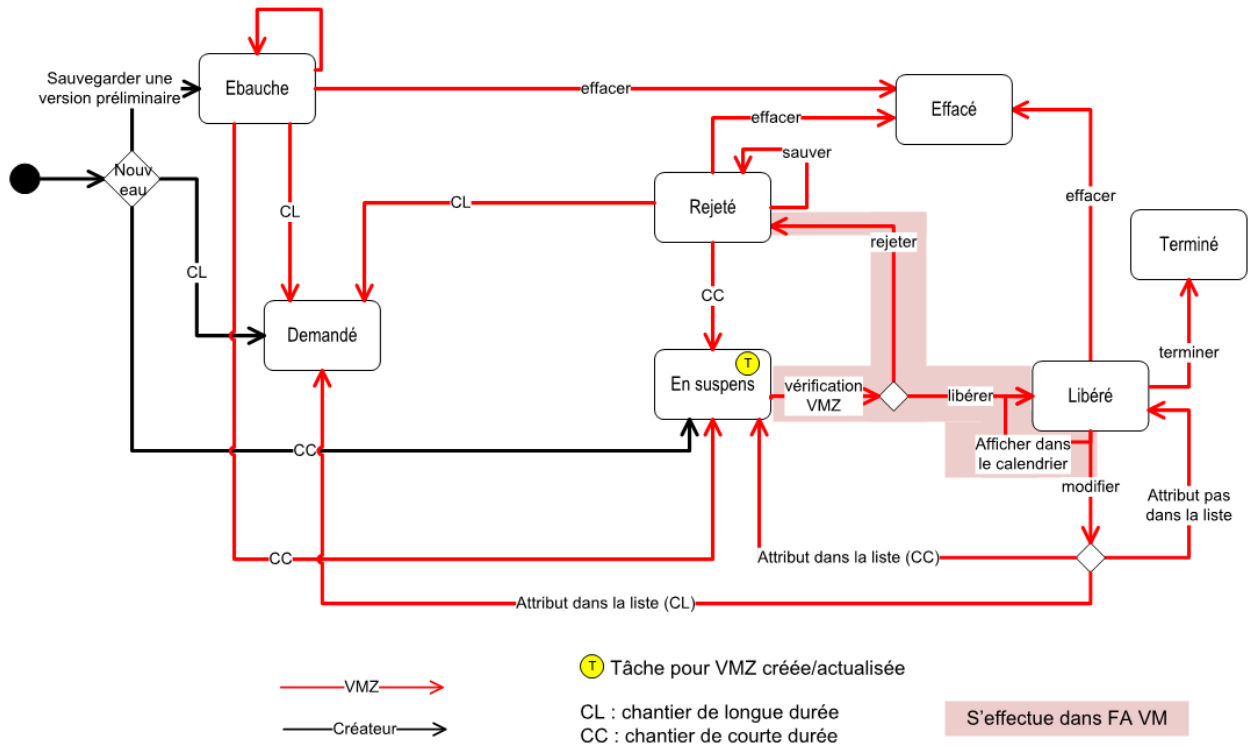 Sauvegarder une
version préliminaire
Ebauche
effacer
Effacé
effacer
sauver
Nouv
eau
CL
CL
CL
Rejeté
rejeter
effacer
Terminé
CC
Demandé
T
En suspens
vérification
VMZ
libérer
Libéré
terminer
Afficher dans
le calendrier
modifier
Attribut pas
dans la liste
CC
CC
Attribut dans la liste (CC)
Attribut dans la liste (CL)
T Tâche pour VMZ créée/actualisée
VMZ
Créateur
CL : chantier de longue durée
CC : chantier de courte durée
S'effectue dans FA VM